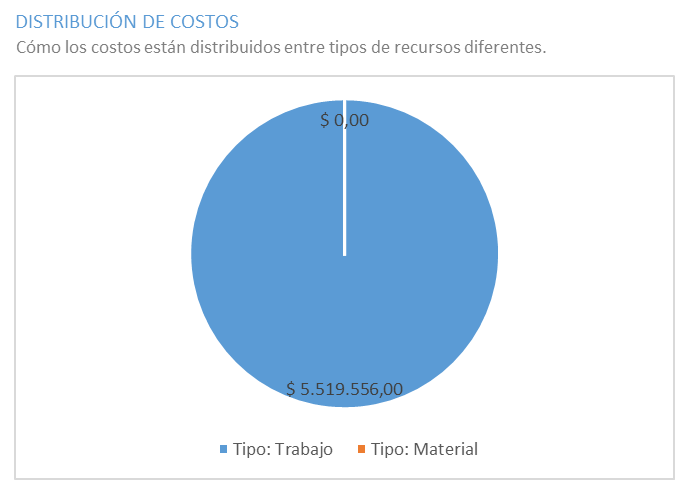 DISTRIBUCIÓN DE COSTOS
Cómo los costos están distribuidos entre tipos de recursos diferentes.
$ 0,00
$ 5.519.556,00
Tipo: Trabajo Tipo: Material